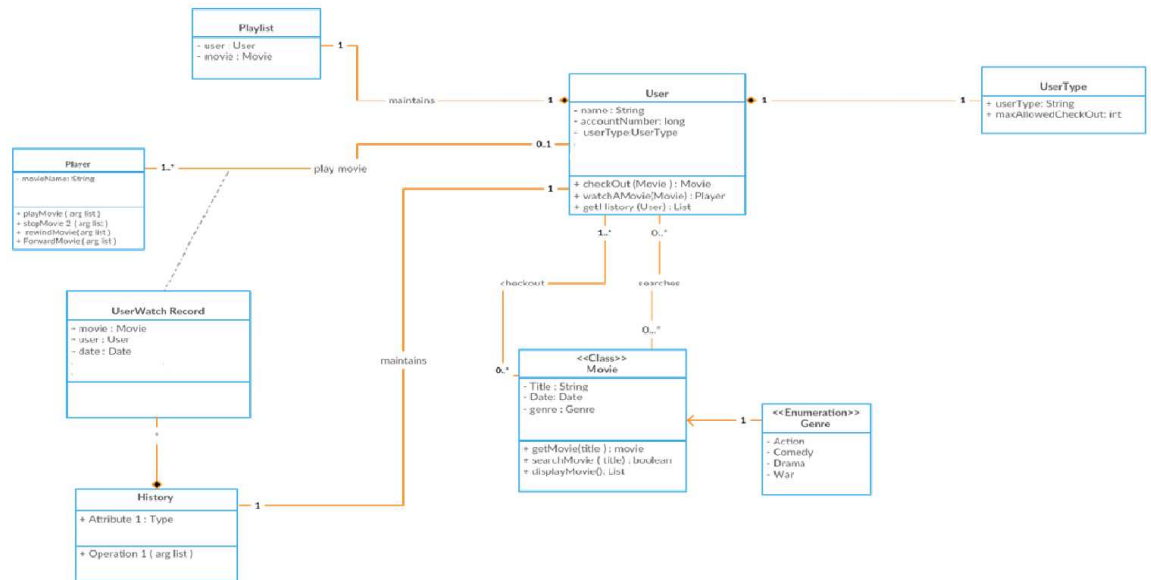 Playlist
- user : User
- movie : Movie
1
maintains
1
User
- name : String
- accountNumber: long
- userType:UserType
1
1
UserType
+ userType: String
+ maxAllowedCheckOut: int
Player
- movieName: String
+ playMovie ( arg list )
+ stopMovie 2 ( arg list )
+ rewindMovie( arg list )
+ ForwardMovie( arg list )
1..*
play movie
0..1
1
+ checkOut (Movie ) : Movie
+ watchAMovie(Movie) : Player
+ getHistory (User) : List
1..*
0..*
checkout
searches
0...*
0..*
UserWatch Record
+ movie : Movie
+ user : User
- date : Date
*
maintains
<<Class>>
Movie
- Title : String
- Date: Date
- genre : Genre
+ getMovie(title ) : movie
+ searchMovie ( title) : boolean
+ displayMovie(): List
1
<<Enumeration>>
Genre
- Action
- Comedy
- Drama
- War
History
+ Attribute 1 : Type
+ Operation 1 ( arg list )
1